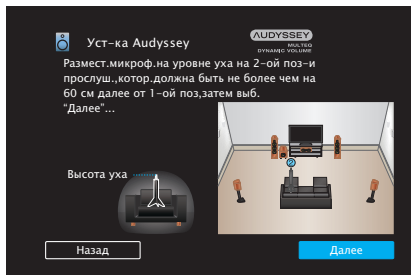 Уст-ка Audyssey
AUDYSSEY
MULTEQ
DYNAMIC VOLUME
Размест.микроф.на уровне уха на 2-ой поз-и
прослуш.,котор.должна быть не более чем на
60 см далее от 1-ой поз,затем выб.
“Далее”...
Высота уха
Назад
Далее